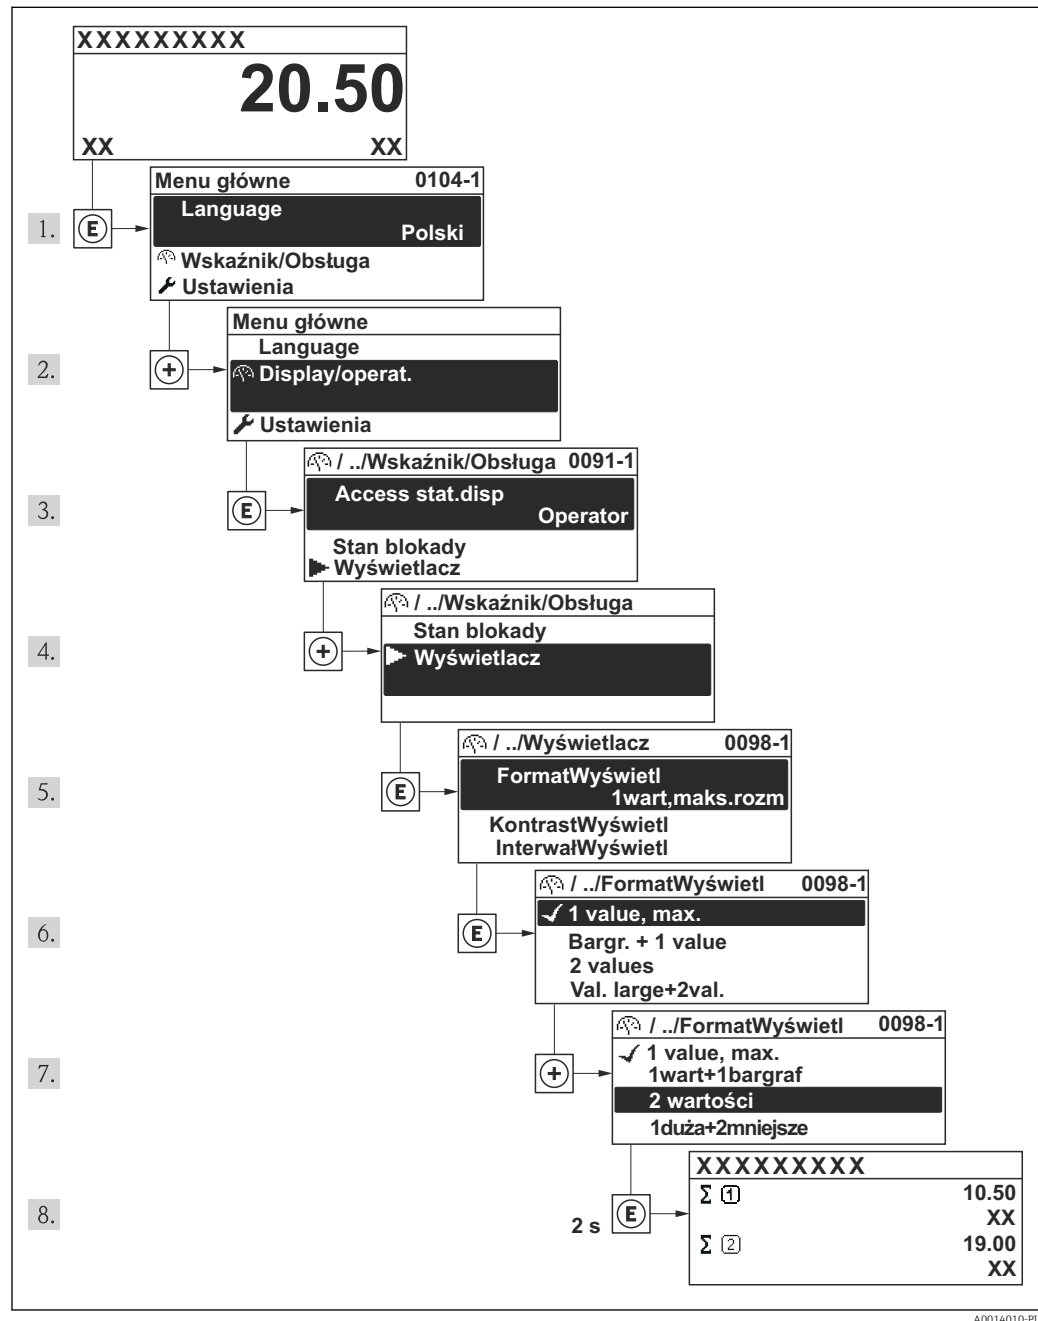 XXXXXXXXX
20.50
XX XX
Menu główne 0104-1
Language
Polski
Wskaźnik/Obsługa
Ustawienia
1. E
Menu główne
Language
Display/operat.
Ustawienia
2. +
/ ../Wskaźnik/Obsługa 0091-1
Access stat.disp
Operator
Stan blokady
Wyświetlacz
3. E
/ ../Wskaźnik/Obsługa
Stan blokady
Wyświetlacz
4. +
/ ../Wyświetlacz 0098-1
FormatWyświetl
1wart,maks.rozm
KontrastWyświetl
InterwałWyświetl
5. E
/ ../FormatWyświetl 0098-1
1 value, max.
Bargr. + 1 value
2 values
Val. large+2val.
6. E
/ ../FormatWyświetl 0098-1
1 value, max.
1wart+1bargraf
2 wartości
1duża+2mniejsze
7. +
XXXXXXXXX
Σ 1 10.50
XX
Σ 2 19.00
XX
8. 2 s E
A0014010-PL